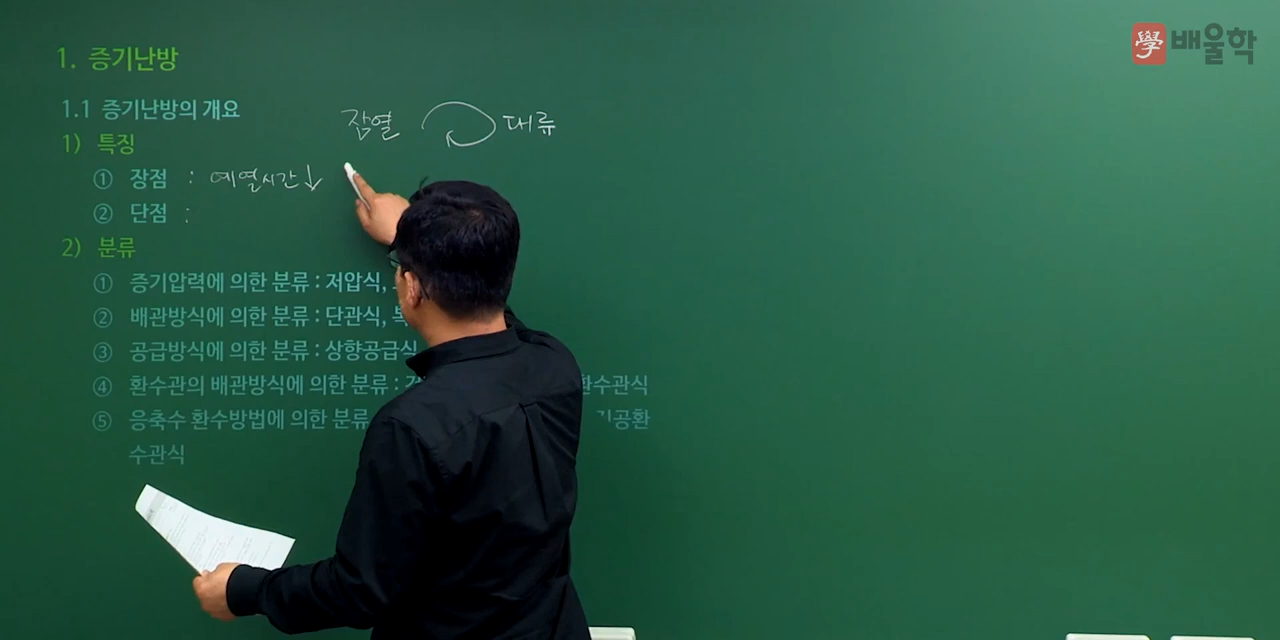 學 배울학
1. 증기난방
1.1 증기난방의 개요
잠열 대류
1) 특징
① 장점 : 예열시간↓
② 단점 :
2) 분류
① 증기압력에 의한 분류 : 저압식,
② 배관방식에 의한 분류 : 단관식,
③ 공급방식에 의한 분류 : 상향공급식
④ 환수관의 배관방식에 의한 분류 : 환수관식
⑤ 응축수 환수방법에 의한 분류 공환
수관식